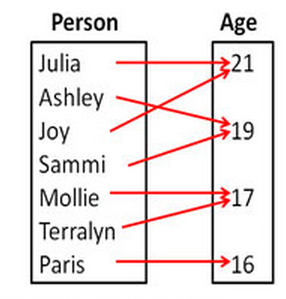 Person Age
Julia 21
Ashley
Joy 19
Sammi
Mollie 17
Terralyn
Paris 16